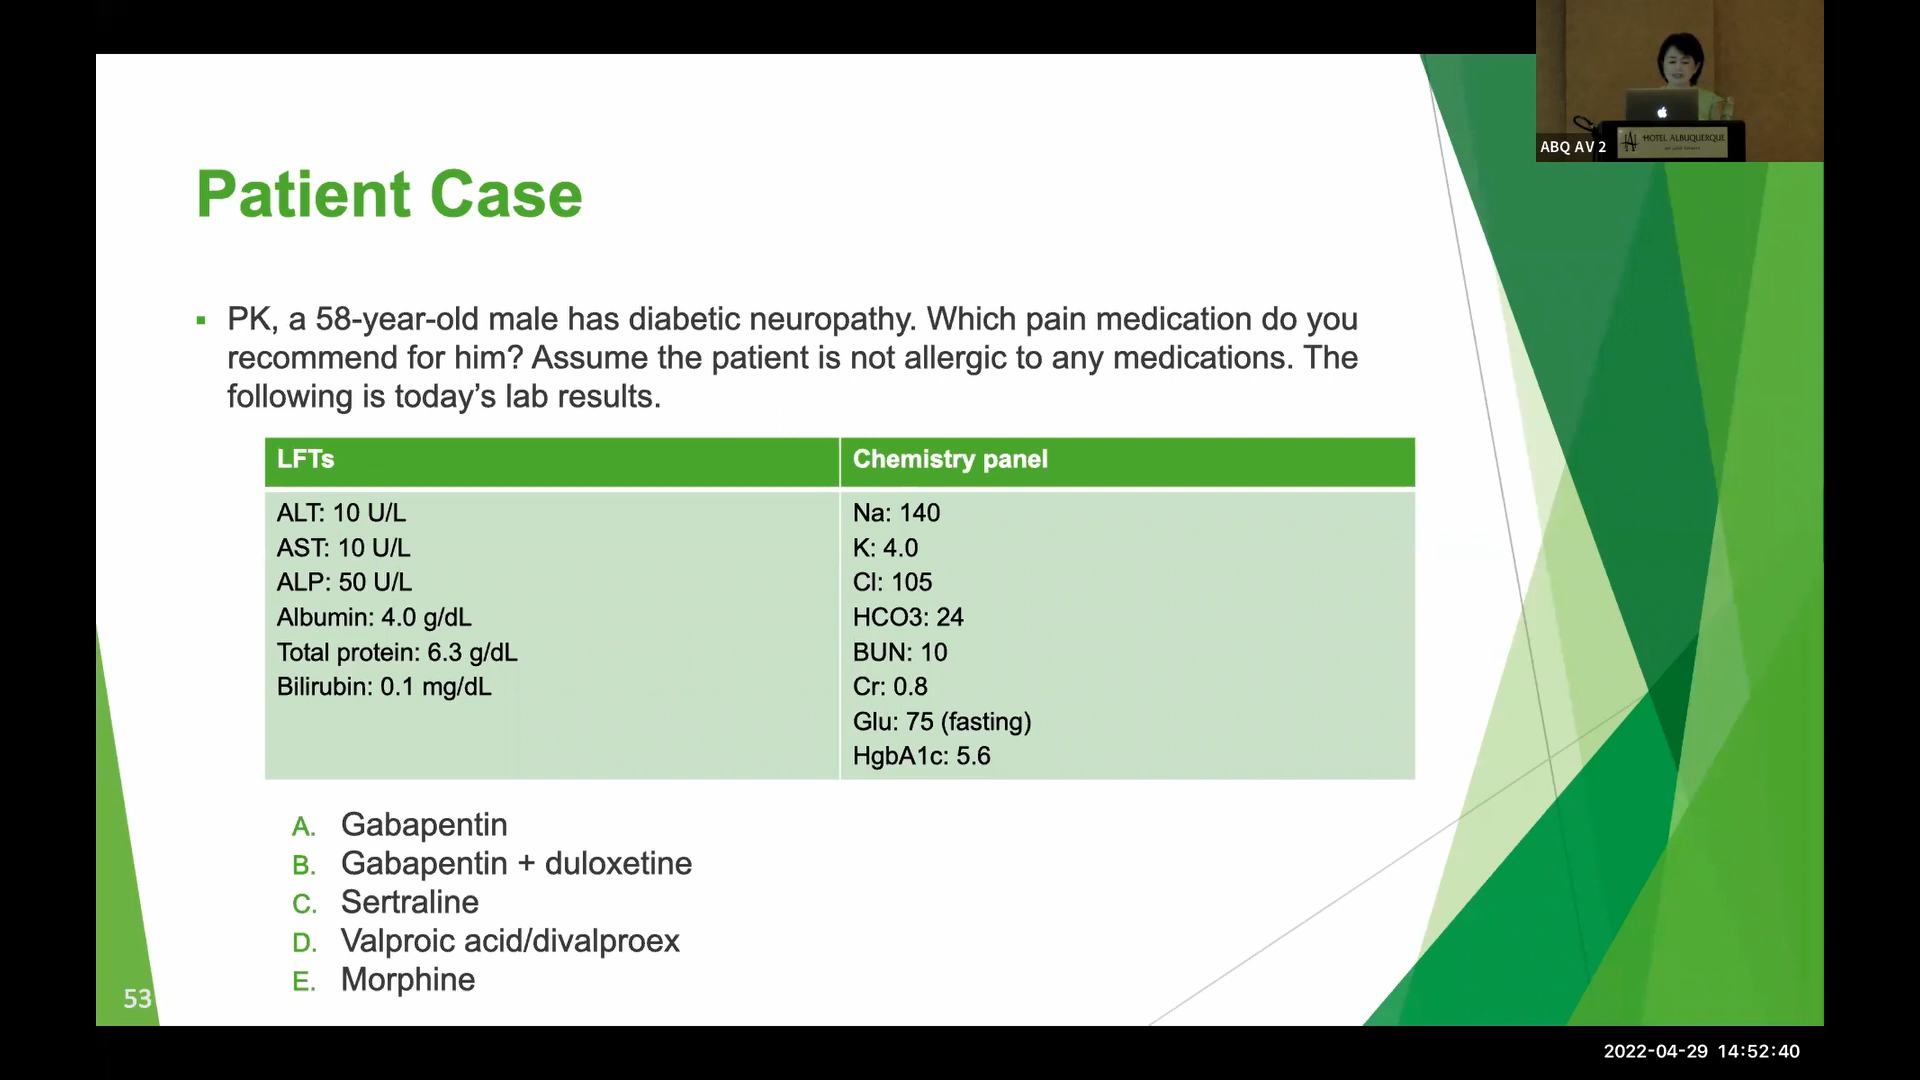 ABQ AV 2
HOTEL ALBUQUERQUE
Patient Case
▪ PK, a 58-year-old male has diabetic neuropathy. Which pain medication do you
recommend for him? Assume the patient is not allergic to any medications. The
following is today’s lab results.
LFTs
ALT: 10 U/L
AST: 10 U/L
ALP: 50 U/L
Albumin: 4.0 g/dL
Total protein: 6.3 g/dL
Bilirubin: 0.1 mg/dL
Chemistry panel
Na: 140
K: 4.0
Cl: 105
HCO3: 24
BUN: 10
Cr: 0.8
Glu: 75 (fasting)
HgbA1c: 5.6
A. Gabapentin
B. Gabapentin + duloxetine
C. Sertraline
D. Valproic acid/divalproex
E. Morphine
53
2022-04-29 14:52:40